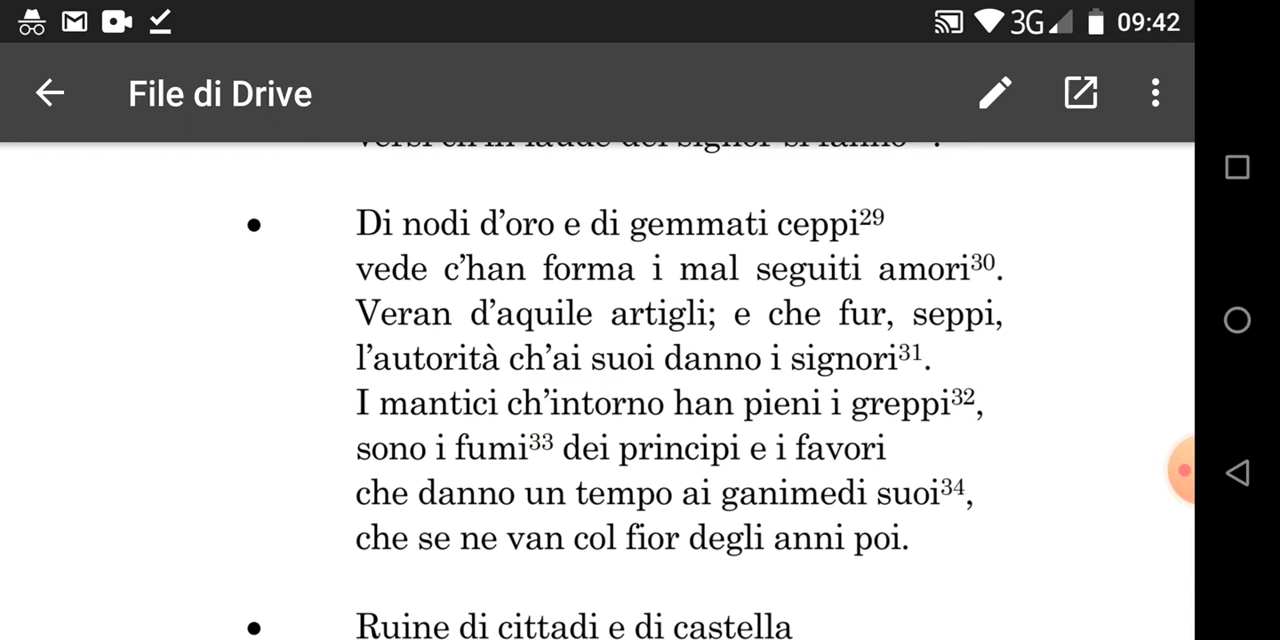 3G 09:42
File di Drive
Di nodi d'oro e di gemmati ceppi29
vede c'han forma i mal seguiti amori30.
Veran d'aquile artigli; e che fur, seppi,
l'autorità ch'ai suoi danno i signori31.
I mantici ch'intorno han pieni i greppi32,
sono i fumi33 dei principi e i favori
che danno un tempo ai ganimedi suoi34,
che se ne van col fior degli anni poi.
Ruine di cittadi e di castella